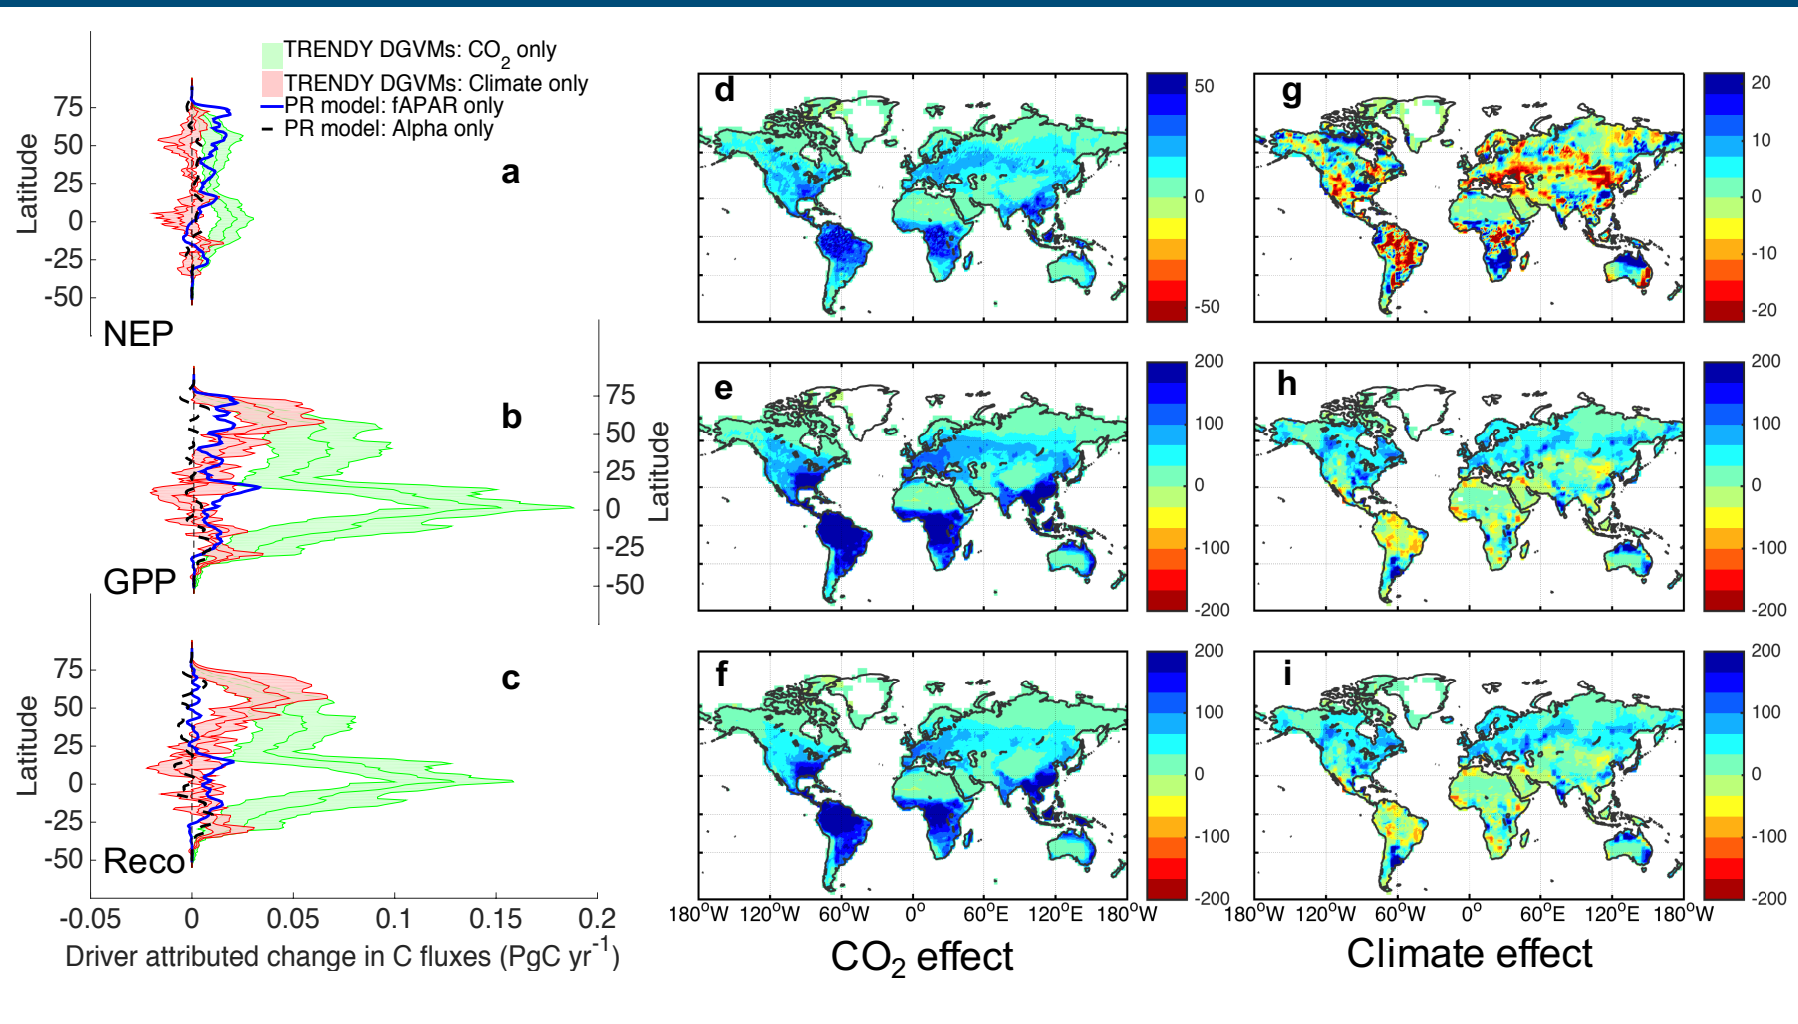 TRENDY DGVMs: CO2 only
TRENDY DGVMs: Climate only
PR model: fAPAR only
PR model: Alpha only
75
50
25
0
-25
-50
Latitude
a
NEP
b
75
50
25
0
-25
-50
Latitude
GPP
c
75
50
25
0
-25
-50
Latitude
Reco
-0.05 0 0.05 0.1 0.15 0.2
Driver attributed change in C fluxes (PgC yr-1)
d
50
0
-50
g
20
10
0
-10
-20
e
200
100
0
-100
-200
h
200
100
0
-100
-200
f
200
100
0
-100
-200
i
200
100
0
-100
-200
180°W 120°W 60°W 0° 60°E 120°E 180°W
180°W 120°W 60°W 0° 60°E 120°E 180°W
CO2 effect
Climate effect